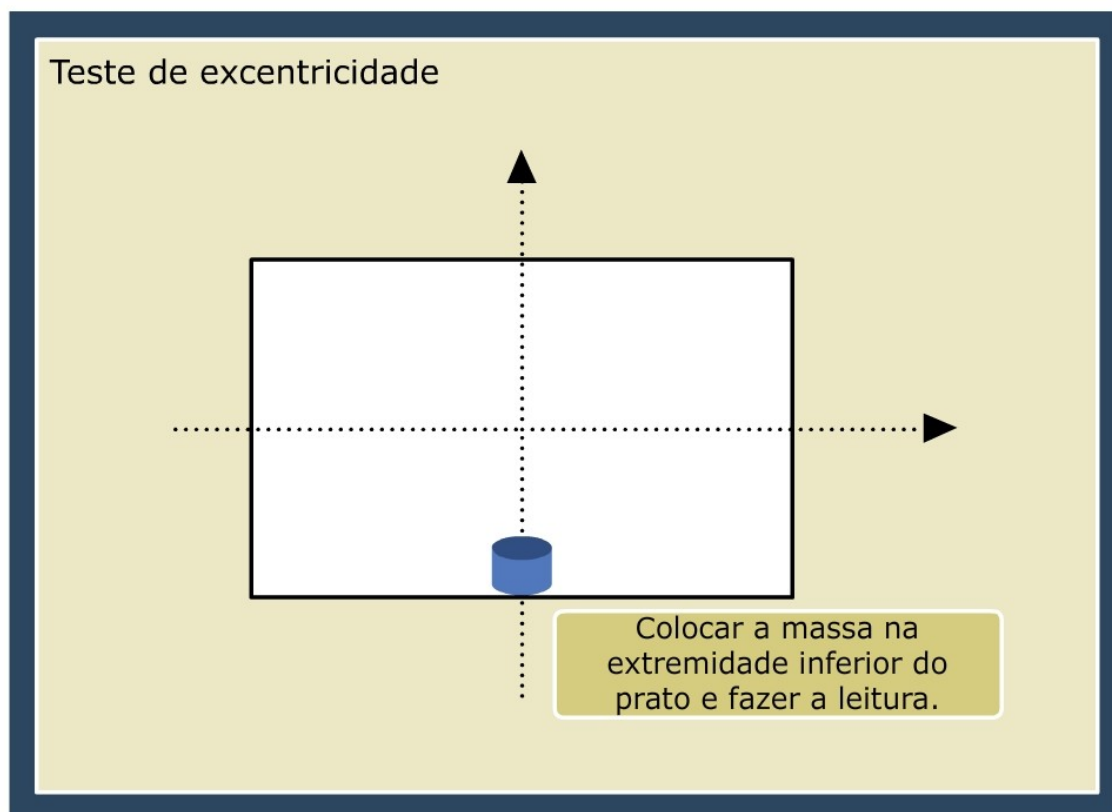 Teste de excentricidade
Colocar a massa na
extremidade inferior do
prato e fazer a leitura.